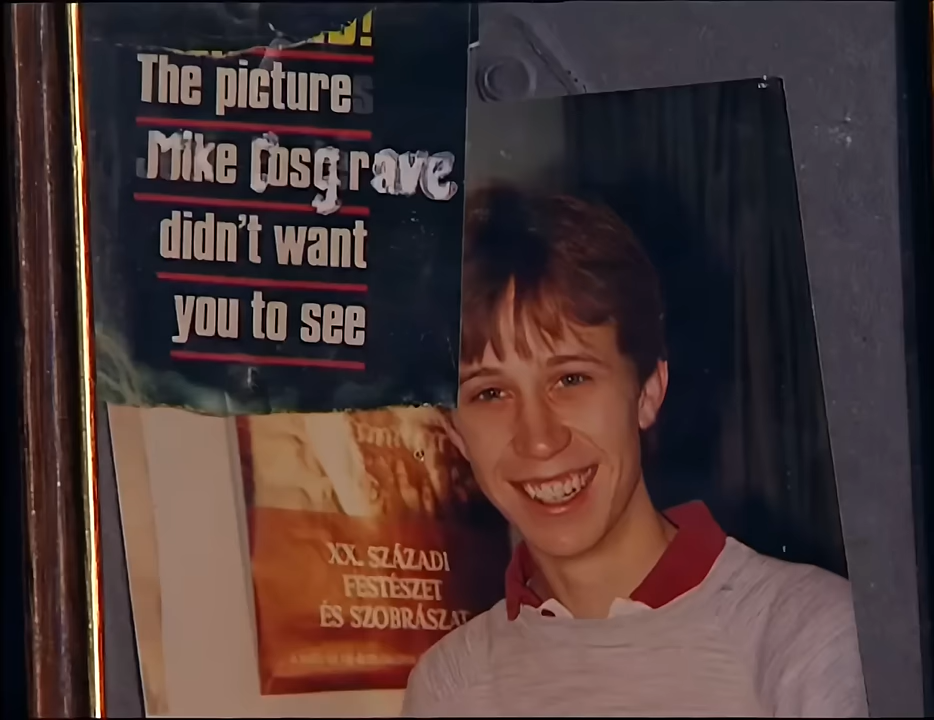 The pictures
Mike Cosgrave
didn't want
you to see
XX. SZÁZADI
FESTÉSZET
ÉS SZOBRÁSZAT